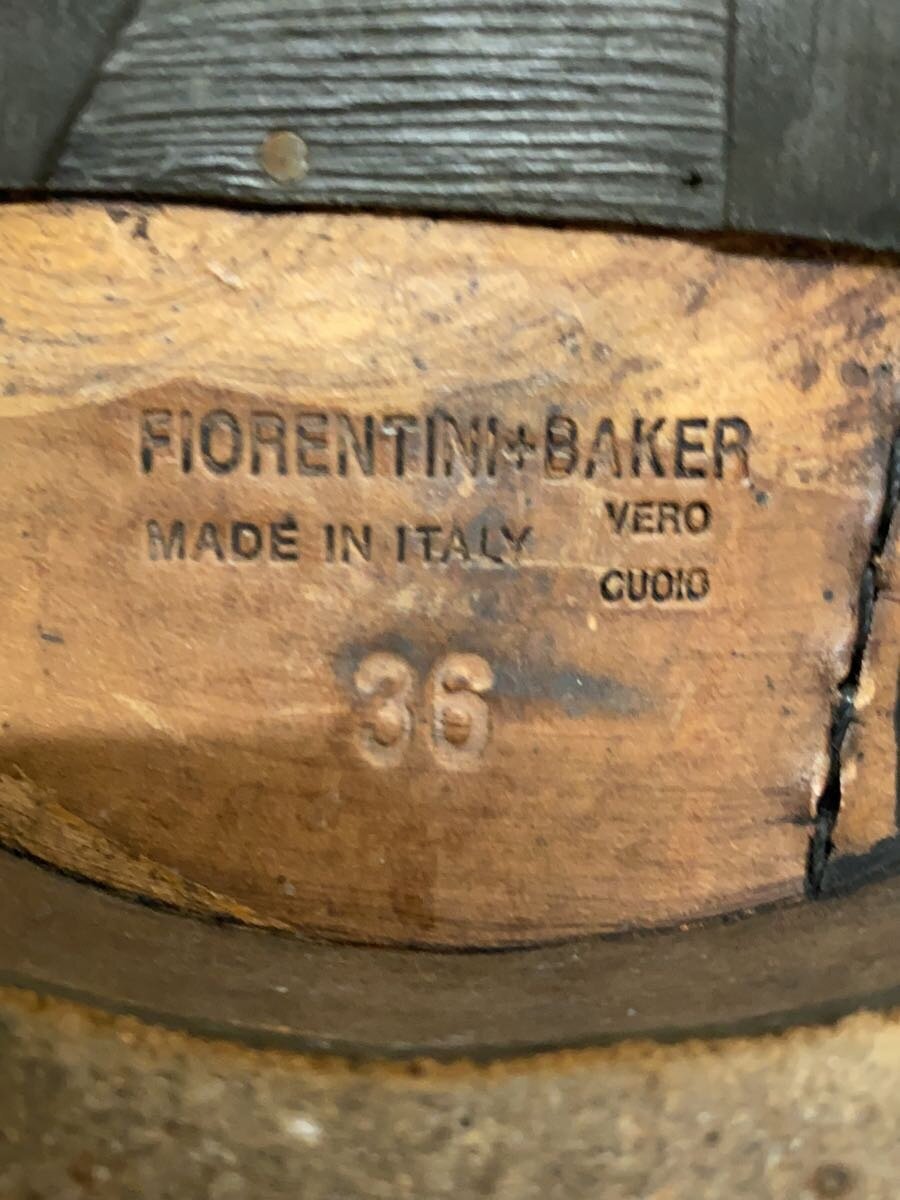 FIORENTINI+BAKER
MADE IN ITALY
VERO
CUOIO
36